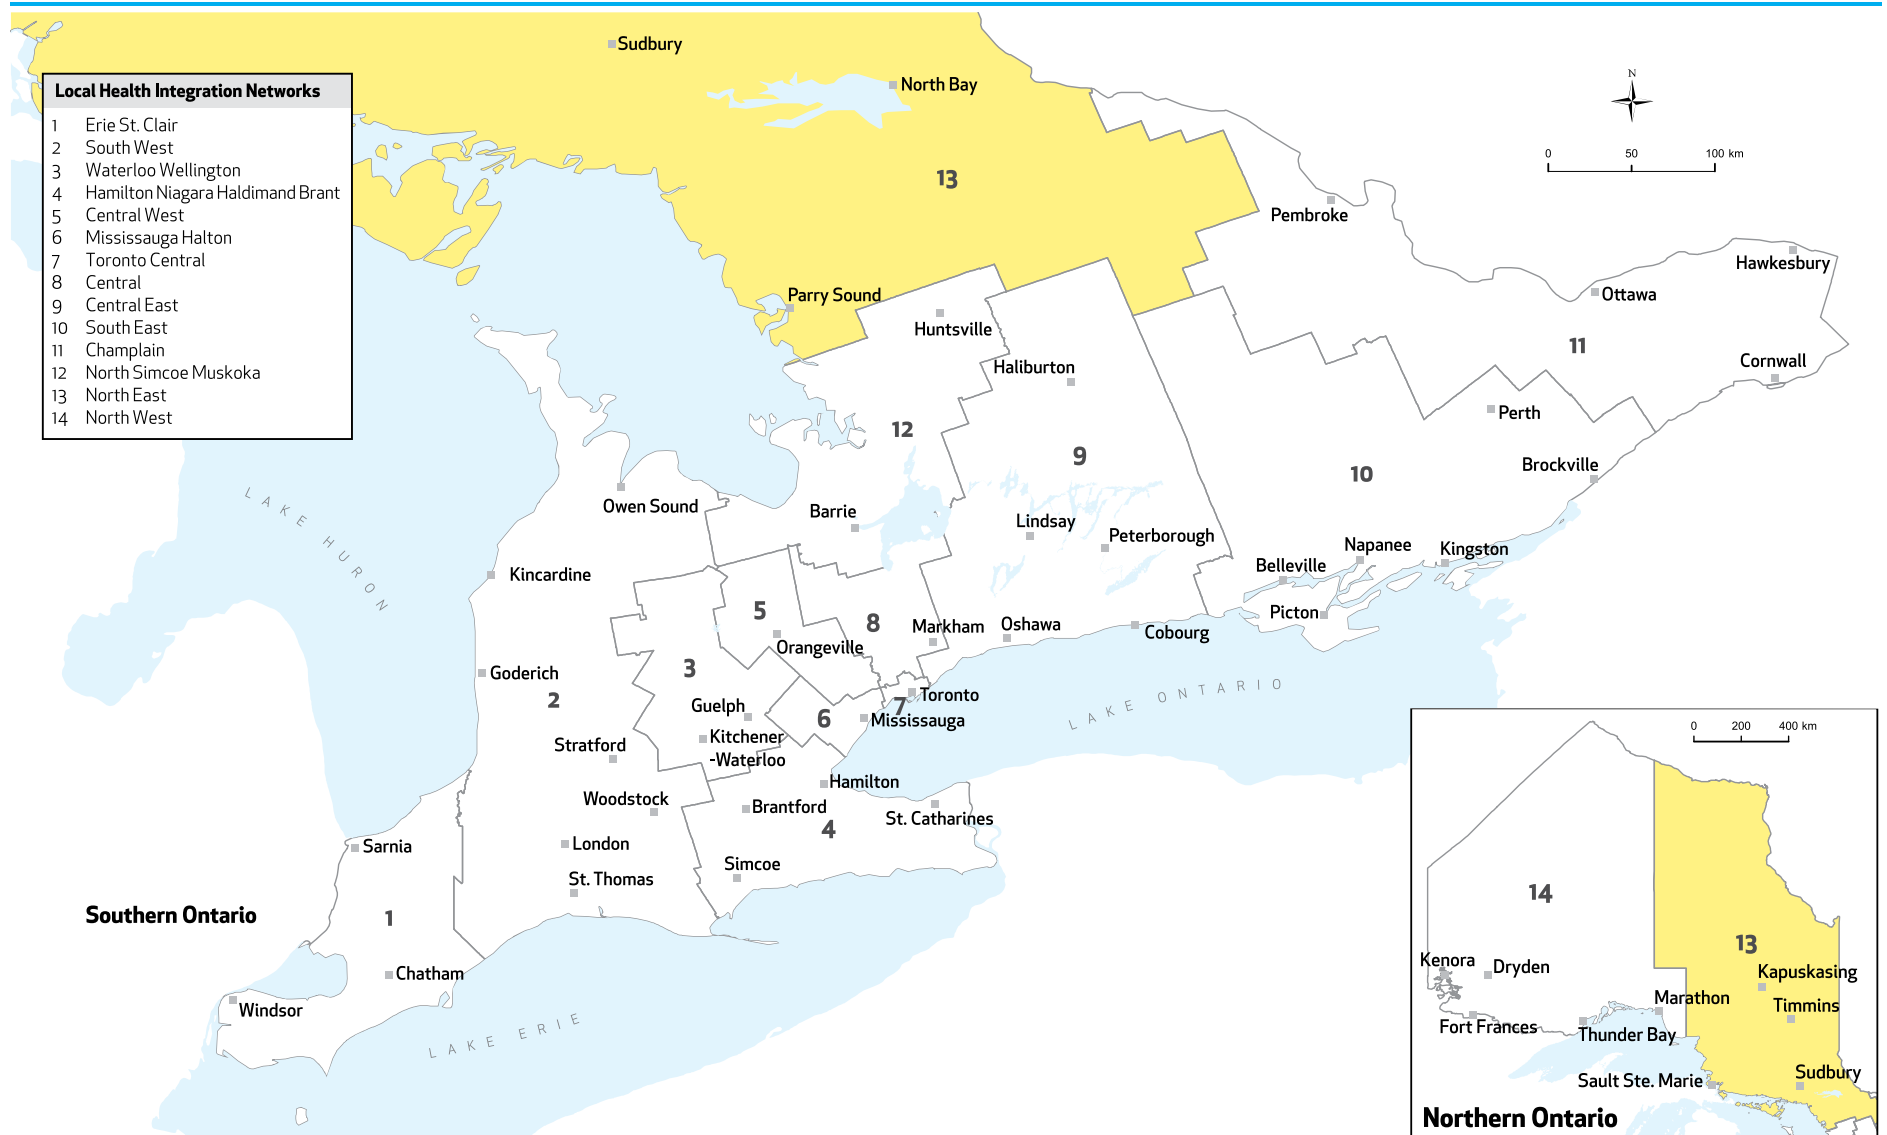 Sudbury
North Bay
Local Health Integration Networks
1 Erie St. Clair
2 South West
3 Waterloo Wellington
4 Hamilton Niagara Haldimand Brant
5 Central West
6 Mississauga Halton
7 Toronto Central
8 Central
9 Central East
10 South East
11 Champlain
12 North Simcoe Muskoka
13 North East
14 North West
N
0 50 100 km
13
Pembroke
Hawkesbury
Ottawa
Parry Sound
Huntsville
11
Cornwall
Haliburton
Perth
12
9
10
Brockville
LAKE HURON
Owen Sound
Barrie
Lindsay
Peterborough
Napanee
Kingston
Belleville
Kincardine
Picton
5
8
Markham
Oshawa
Cobourg
Orangeville
3
Goderich
2
LAKE ONTARIO
Toronto
7
Guelph
6
Mississauga
Stratford
Kitchener
-Waterloo
Hamilton
Woodstock
Brantford
St. Catharines
4
Sarnia
London
Simcoe
St. Thomas
Southern Ontario
1
Chatham
Windsor
LAKE ERIE
0 200 400 km
14
13
Kenora
Dryden
Kapuskasing
Marathon
Timmins
Fort Frances
Thunder Bay
Sault Ste. Marie
Sudbury
Northern Ontario